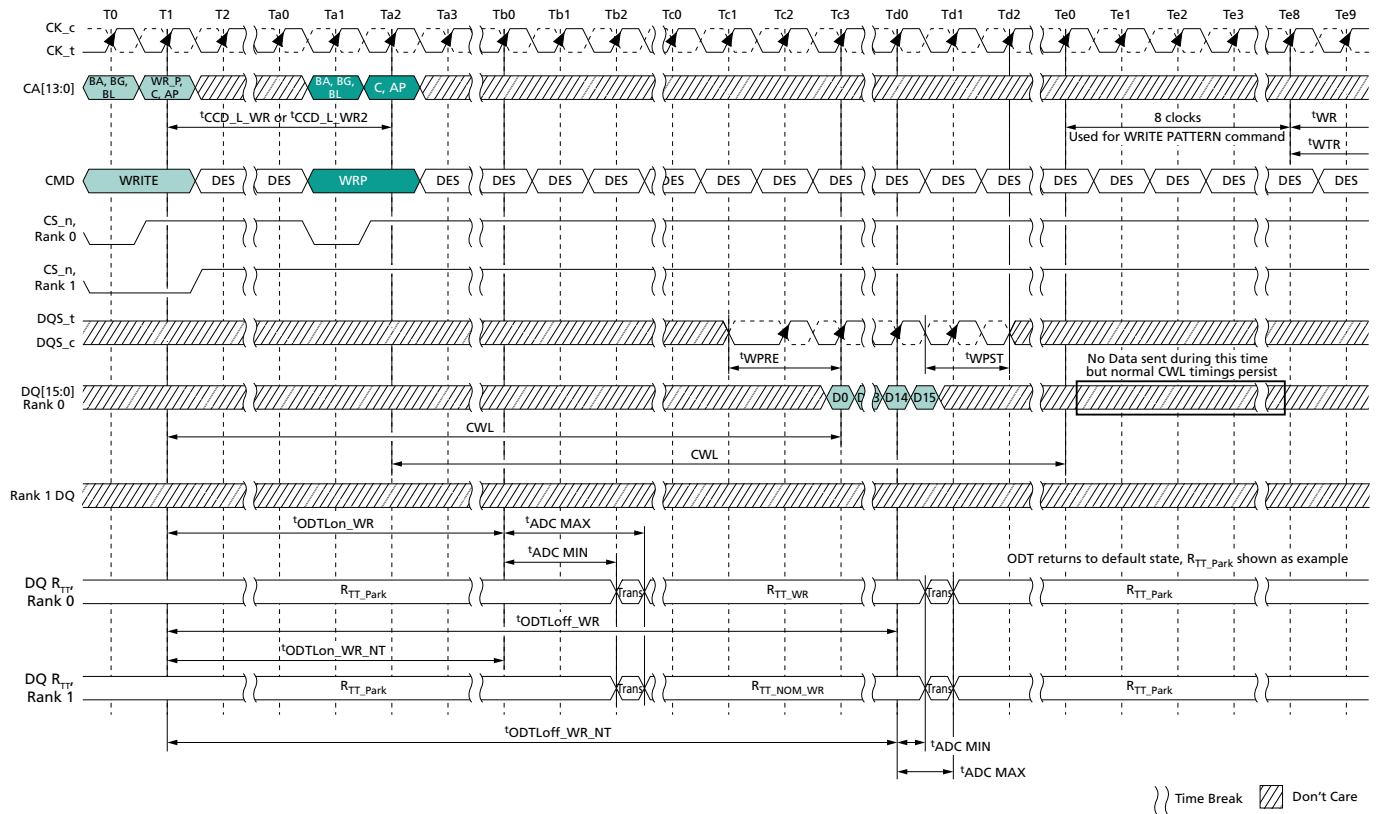 T0 T1 T2 Ta0 Ta1 Ta2 Ta3 Tb0 Tb1 Tb2 Tc0 Tc1 Tc2 Tc3 Td0 Td1 Td2 Te0 Te1 Te2 Te3 Te8 Te9
CK_c
CK_t
CA[13:0]
BA, BG,
BL
WR_P,
C, AP
BA, BG,
BL
C, AP
tCCD_L_WR or tCCD_L_WR2
8 clocks
tWR
Used for WRITE PATTERN command
tWTR
CMD WRITE DES DES WRP DES DES DES DES DES DES DES DES DES DES DES DES DES DES DES DES DES
CS_n,
Rank 0
CS_n,
Rank 1
DQS_t
DQS_c
tWPRE
tWPST
No Data sent during this time
but normal CWL timings persist
DQ[15:0]
Rank 0
D0 D14 D15
CWL
CWL
Rank 1 DQ
tODTLon_WR
tADC MAX
tADC MIN
ODT returns to default state, RTT_Park shown as example
DQ RTT,
Rank 0
RTT_Park Trans RTT_WR Trans RTT_Park
tODTLoff_WR
tODTLon_WR_NT
DQ RTT,
Rank 1
RTT_Park Trans RTT_NOM_WR Trans RTT_Park
tODTLoff_WR_NT
tADC MIN
tADC MAX
Time Break
Don't Care